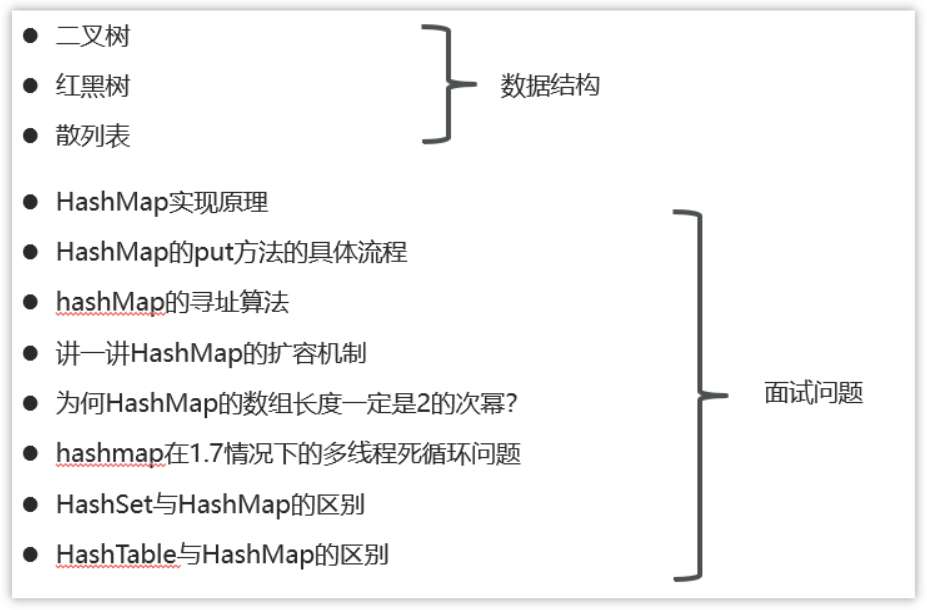 二叉树
红黑树
散列表
数据结构
HashMap实现原理
HashMap的put方法的具体流程
hashMap的寻址算法
讲一讲HashMap的扩容机制
为何HashMap的数组长度一定是2的次幂？
hashmap在1.7情况下的多线程死循环问题
HashSet与HashMap的区别
HashTable与HashMap的区别
面试问题